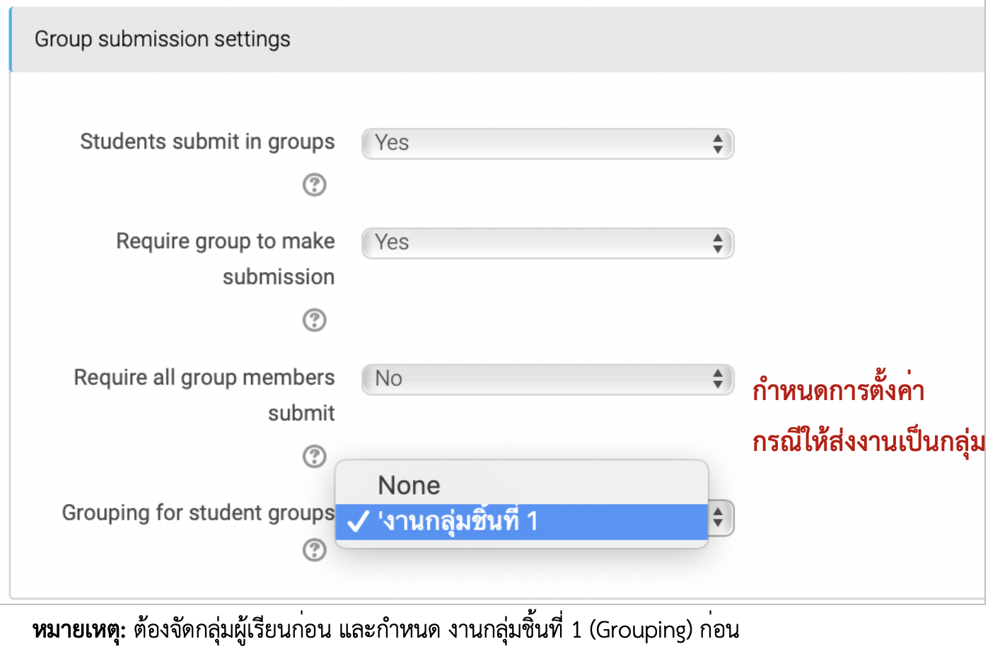 Group submission settings
Students submit in groups
Yes
Require group to make
submission
Yes
Require all group members
submit
No
กำหนดการตั้งค่า
กรณีให้ส่งงานเป็นกลุ่ม
Grouping for student groups
None
'งานกลุ่มชิ้นที่ 1
หมายเหตุ: ต้องจัดกลุ่มผู้เรียนก่อน และกำหนด งานกลุ่มชิ้นที่ 1 (Grouping) ก่อน